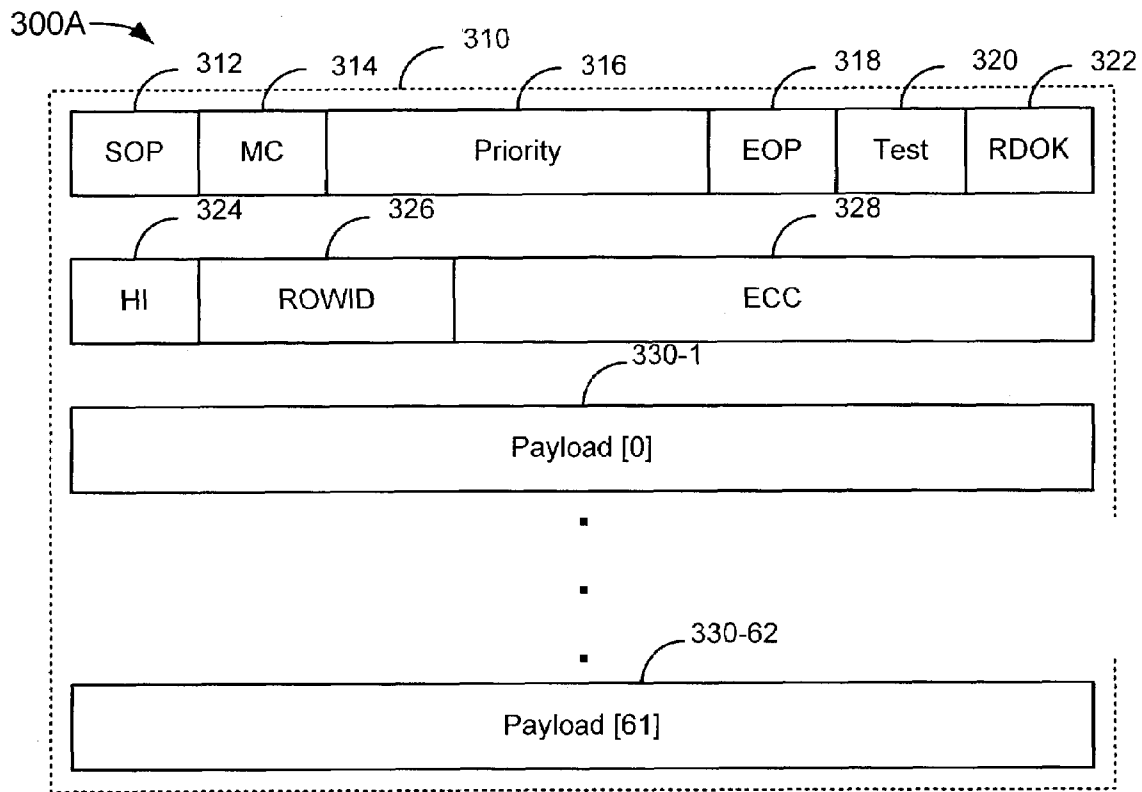 300A
310
312 314 316 318 320 322
SOP MC Priority EOP Test RDOK
324 326 328
HI ROWID ECC
330-1
Payload [0]
330-62
Payload [61]